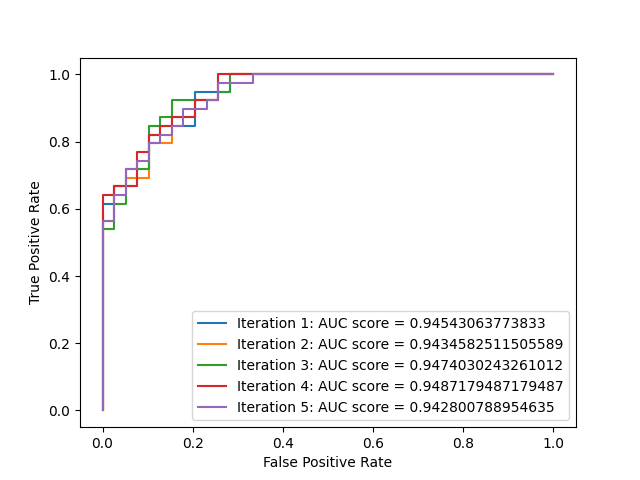 True Positive Rate
1.0
0.8
0.6
0.4
0.2
0.0
Iteration 1: AUC score = 0.94543063773833
Iteration 2: AUC score = 0.9434582511505589
Iteration 3: AUC score = 0.9474030243261012
Iteration 4: AUC score = 0.9487179487179487
Iteration 5: AUC score = 0.942800788954635
0.0 0.2 0.4 0.6 0.8 1.0
False Positive Rate